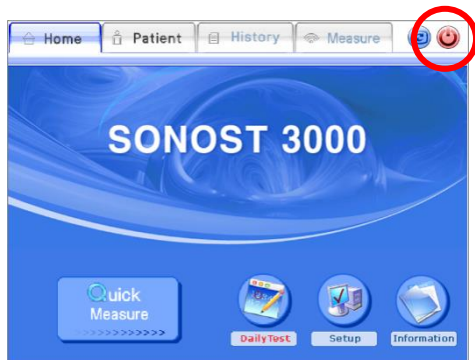 Home Patient History Measure
SONOST 3000
Quick
Measure
>>>>>>>>>>>>
DailyTest Setup Information